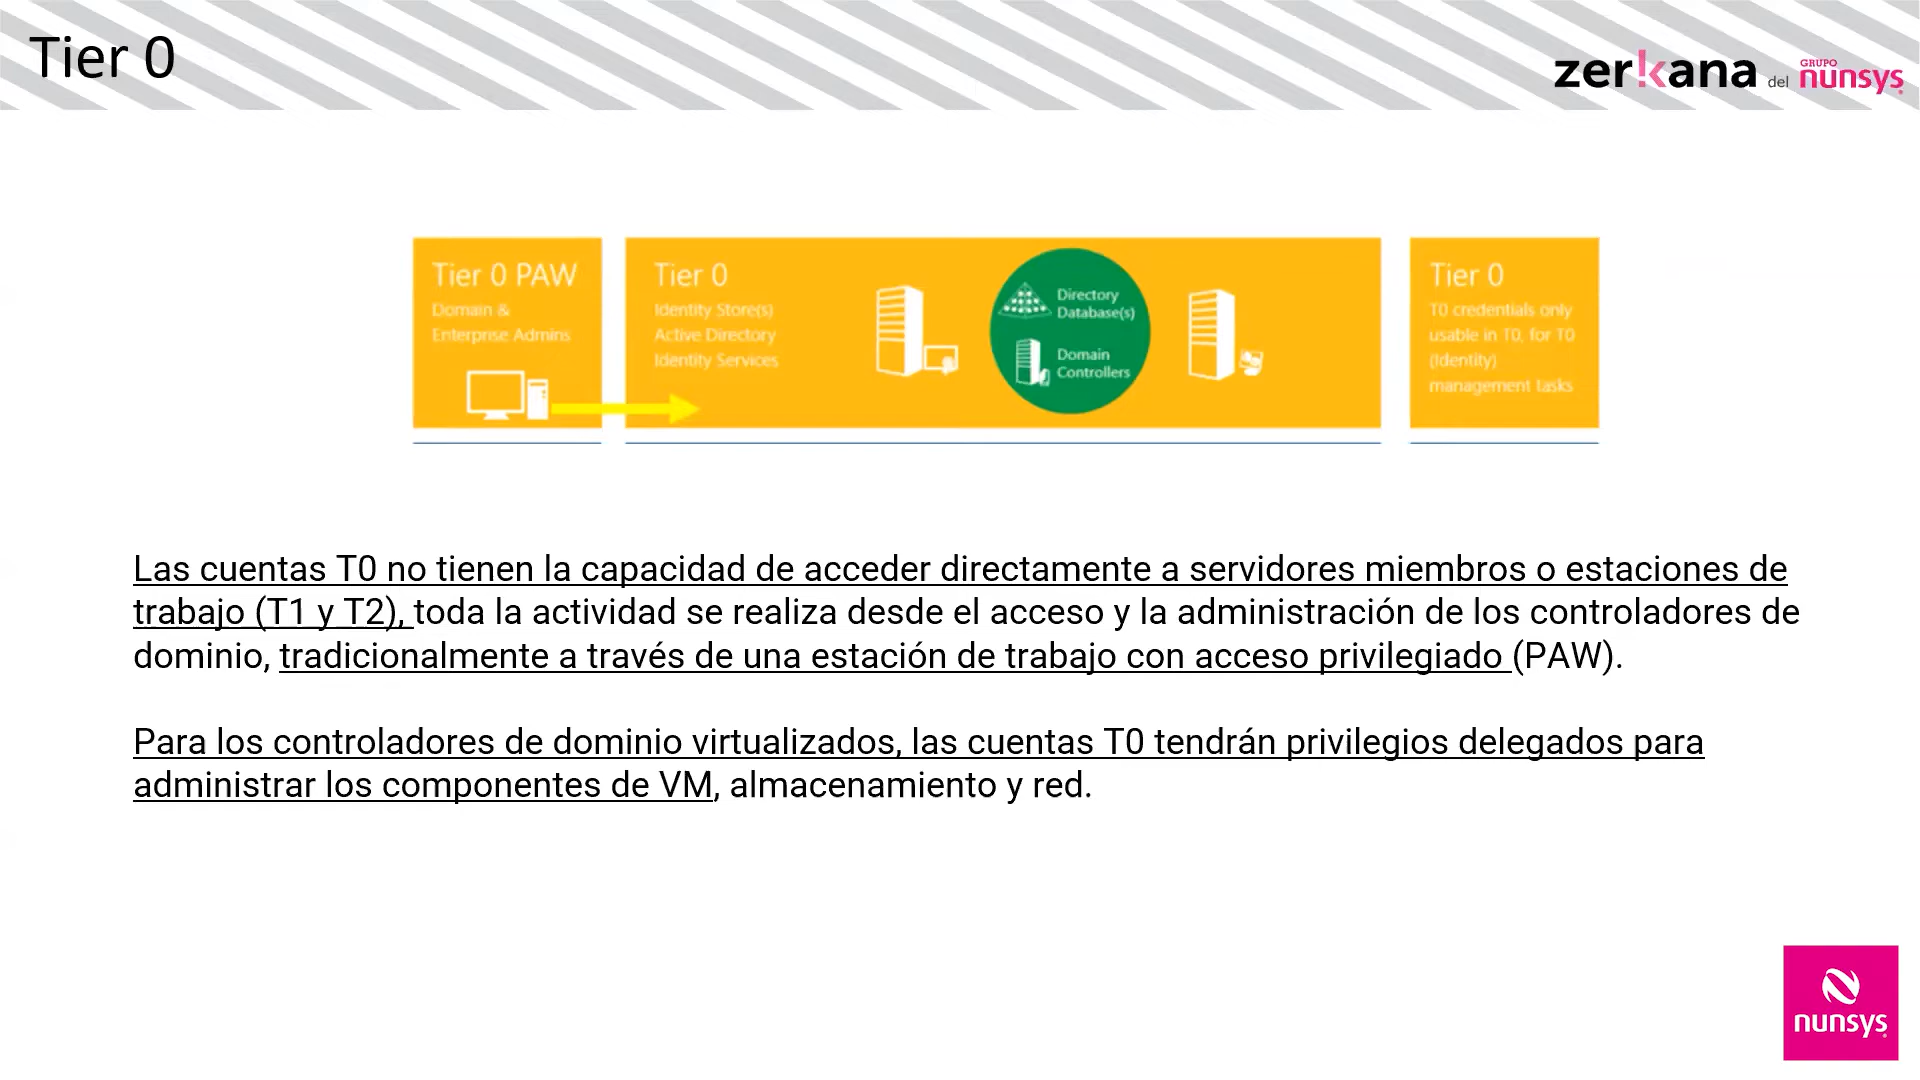 Tier 0
zer!kana del GRUPO nunsys
Tier 0 PAW
Domain &
Enterprise Admins
Tier 0
Identity Store(s)
Active Directory
Identity Services
Directory
Database(s)
Domain
Controllers
Tier 0
T0 credentials only
usable in T0, for T0
(Identity)
management tasks
Las cuentas T0 no tienen la capacidad de acceder directamente a servidores miembros o estaciones de
trabajo (T1 y T2), toda la actividad se realiza desde el acceso y la administración de los controladores de
dominio, tradicionalmente a través de una estación de trabajo con acceso privilegiado (PAW).
Para los controladores de dominio virtualizados, las cuentas T0 tendrán privilegios delegados para
administrar los componentes de VM, almacenamiento y red.
nunsys